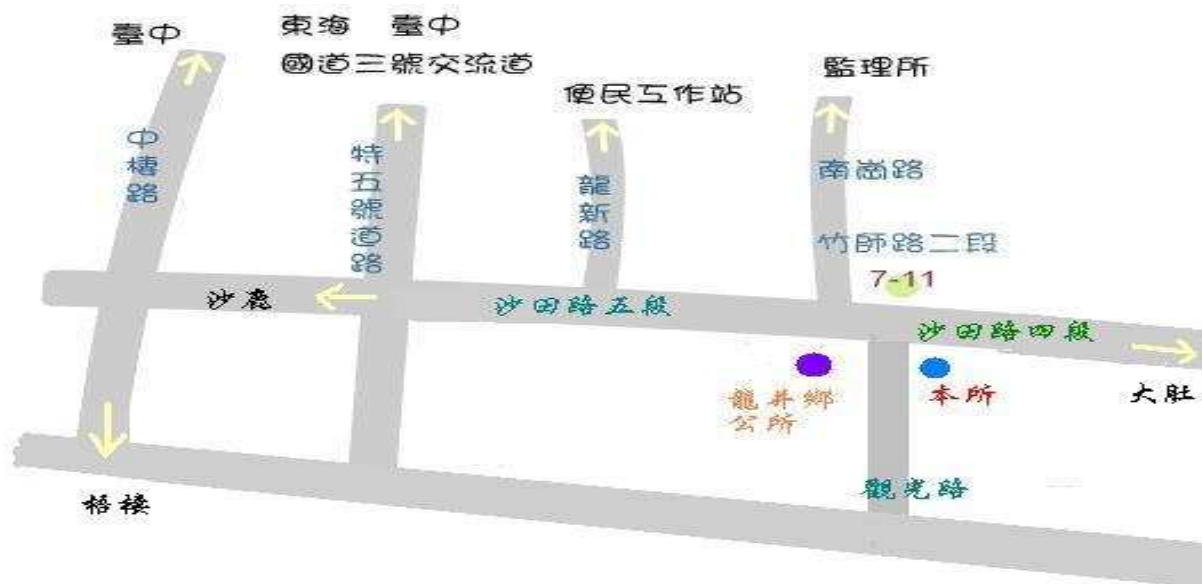 臺中
東海 臺中
國道三號交流道
便民工作站
監理所
中棲路
特五號道路
龍新路
南崗路
竹師路二段
7-11
沙鹿
沙田路五段
沙田路四段
龍井鄉
公所
本所
大肚
觀光路
梧棲